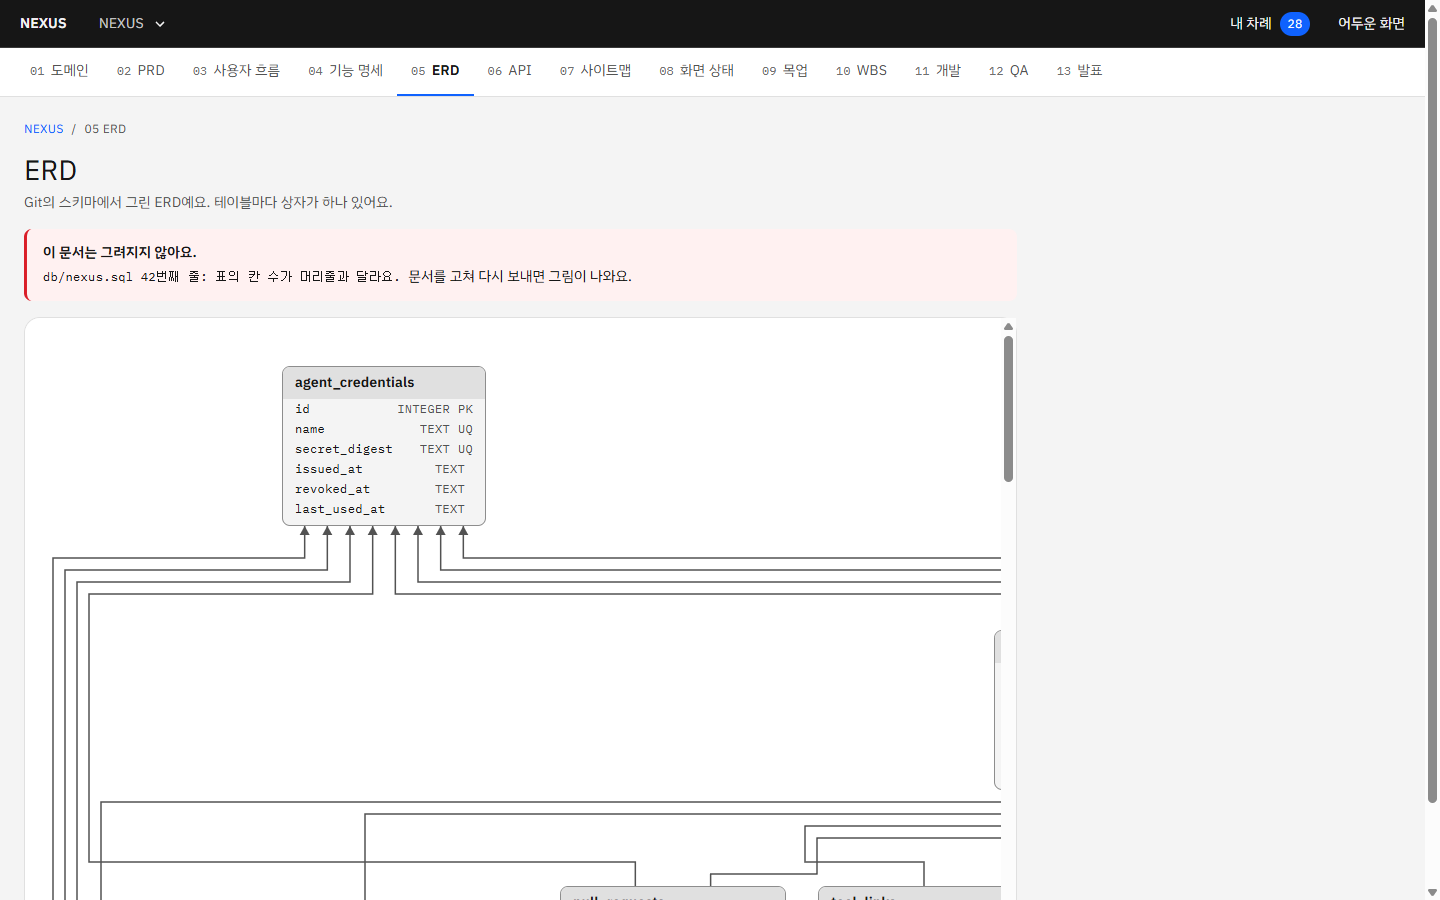 NEXUS NEXUS 내 차례 28 어두운 화면
01 도메인 02 PRD 03 사용자 흐름 04 기능 명세 05 ERD 06 API 07 사이트맵 08 화면 상태 09 목업 10 WBS 11 개발 12 QA 13 발표
NEXUS / 05 ERD
ERD
Git의 스키마에서 그린 ERD예요. 테이블마다 상자가 하나 있어요.
이 문서는 그려지지 않아요.
db/nexus.sql 42번째 줄: 표의 칸 수가 머리줄과 달라요. 문서를 고쳐 다시 보내면 그림이 나와요.
agent_credentials
id INTEGER PK
name TEXT UQ
secret_digest TEXT UQ
issued_at TEXT
revoked_at TEXT
last_used_at TEXT